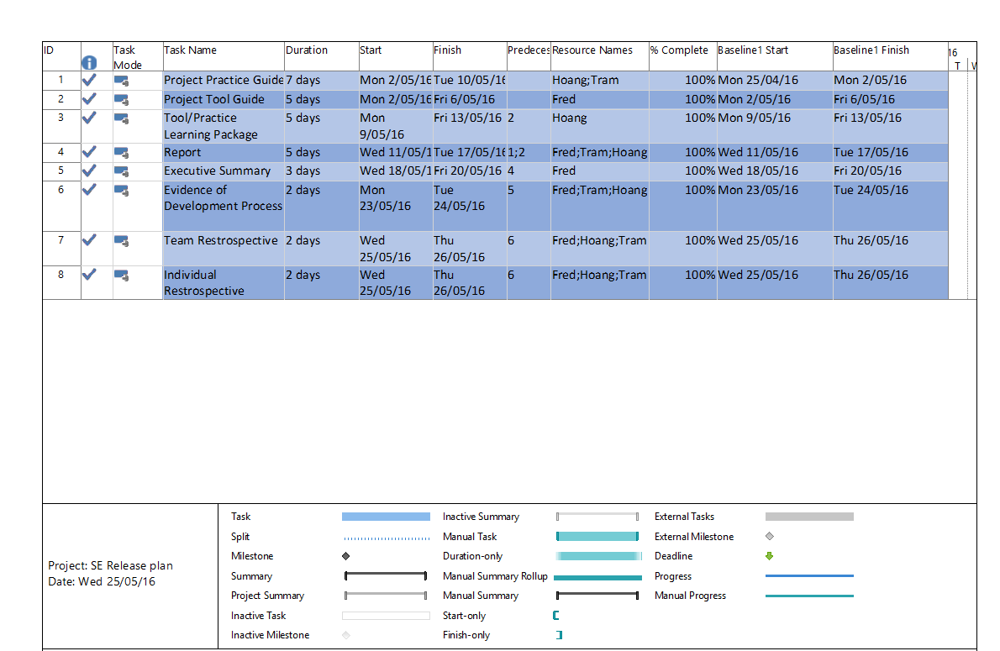 ID Task Mode Task Name Duration Start Finish Predeces Resource Names % Complete Baseline1 Start Baseline1 Finish 16
T
1 Project Practice Guide 7 days Mon 2/05/16 Tue 10/05/16 Hoang;Tram 100% Mon 25/04/16 Mon 2/05/16
2 Project Tool Guide 5 days Mon 2/05/16 Fri 6/05/16 Fred 100% Mon 2/05/16 Fri 6/05/16
3 Tool/Practice Learning Package 5 days Mon 9/05/16 Fri 13/05/16 2 Hoang 100% Mon 9/05/16 Fri 13/05/16
4 Report 5 days Wed 11/05/1 Tue 17/05/16 1;2 Fred;Tram;Hoang 100% Wed 11/05/16 Tue 17/05/16
5 Executive Summary 3 days Wed 18/05/1 Fri 20/05/16 4 Fred 100% Wed 18/05/16 Fri 20/05/16
6 Evidence of Development Process 2 days Mon 23/05/16 Tue 24/05/16 5 Fred;Tram;Hoang 100% Mon 23/05/16 Tue 24/05/16
7 Team Restrospective 2 days Wed 25/05/16 Thu 26/05/16 6 Fred;Hoang;Tram 100% Wed 25/05/16 Thu 26/05/16
8 Individual Restrospective 2 days Wed 25/05/16 Thu 26/05/16 6 Fred;Hoang;Tram 100% Wed 25/05/16 Thu 26/05/16
Project: SE Release plan
Date: Wed 25/05/16
Task
Split
Milestone
Summary
Project Summary
Inactive Task
Inactive Milestone
Inactive Summary
Manual Task
Duration-only
Manual Summary Rollup
Manual Summary
Start-only
Finish-only
External Tasks
External Milestone
Deadline
Progress
Manual Progress